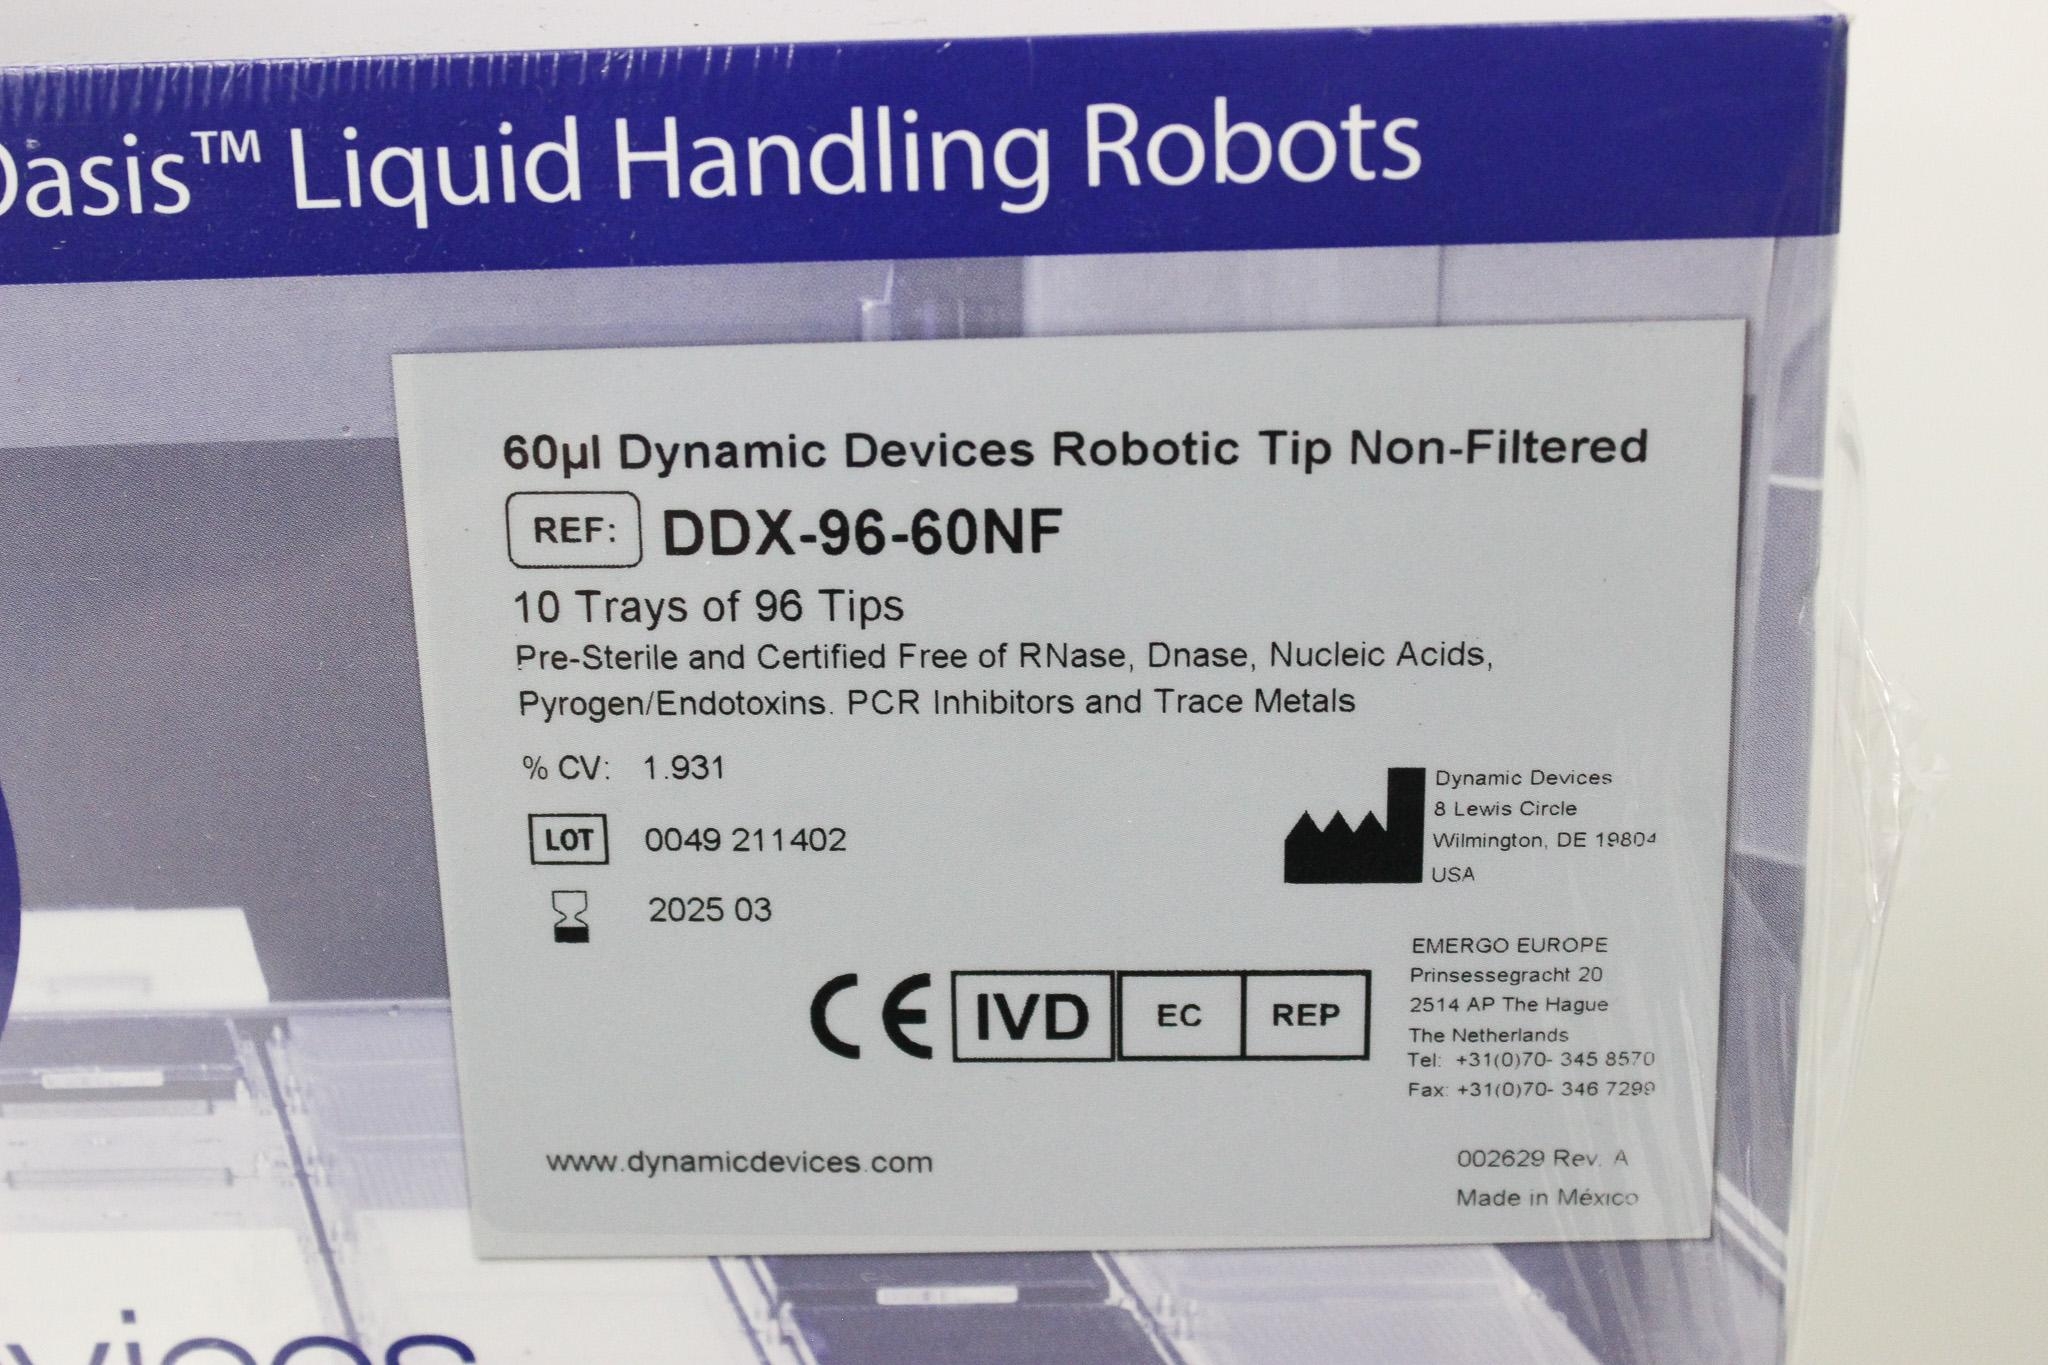 Oasis™ Liquid Handling Robots
60µl Dynamic Devices Robotic Tip Non-Filtered
REF: DDX-96-60NF
10 Trays of 96 Tips
Pre-Sterile and Certified Free of RNase, Dnase, Nucleic Acids,
Pyrogen/Endotoxins. PCR Inhibitors and Trace Metals
% CV: 1.931
LOT 0049 211402
2025 03
Dynamic Devices
8 Lewis Circle
Wilmington, DE 19804
USA
CE IVD EC REP
EMERGO EUROPE
Prinsessegracht 20
2514 AP The Hague
The Netherlands
Tel: +31(0)70- 345 8570
Fax: +31(0)70- 346 7299
www.dynamicdevices.com
002629 Rev. A
Made in México